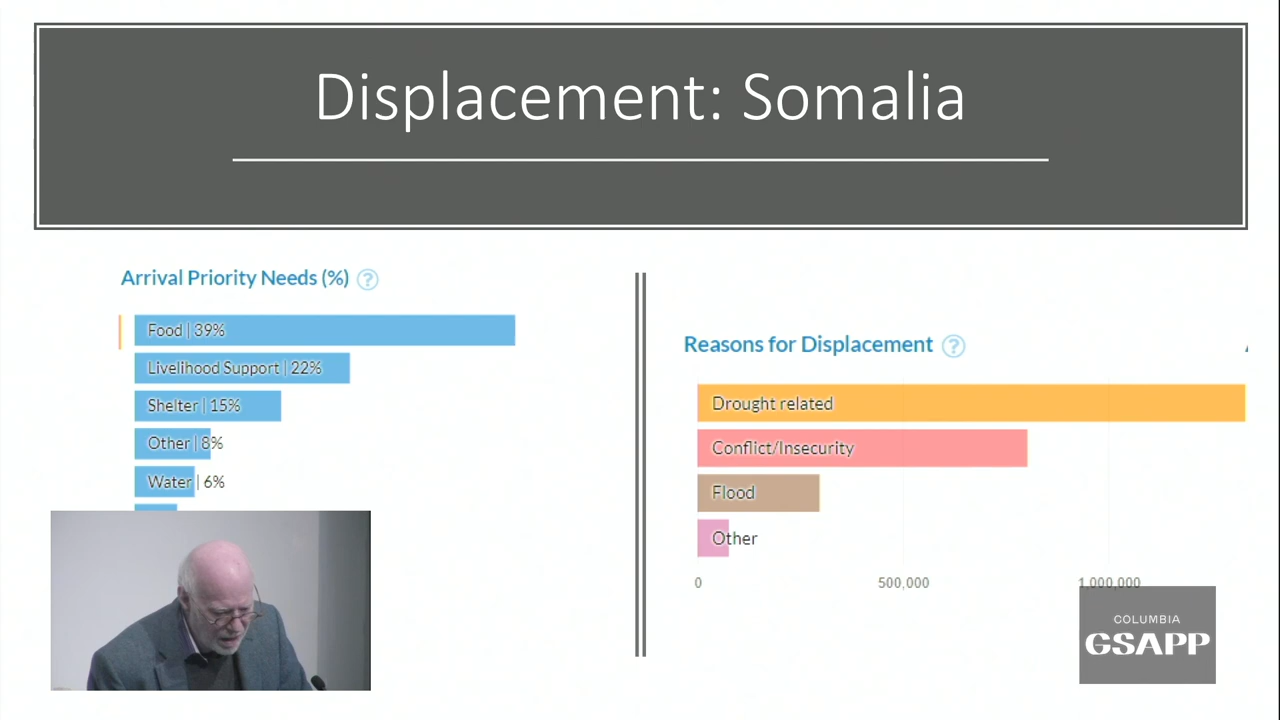 Displacement: Somalia
Arrival Priority Needs (%) ?
Food | 39%
Livelihood Support | 22%
Shelter | 15%
Other | 8%
Water | 6%
Reasons for Displacement ?
Drought related
Conflict/Insecurity
Flood
Other
0 500,000 1,000,000
COLUMBIA
GSAPP